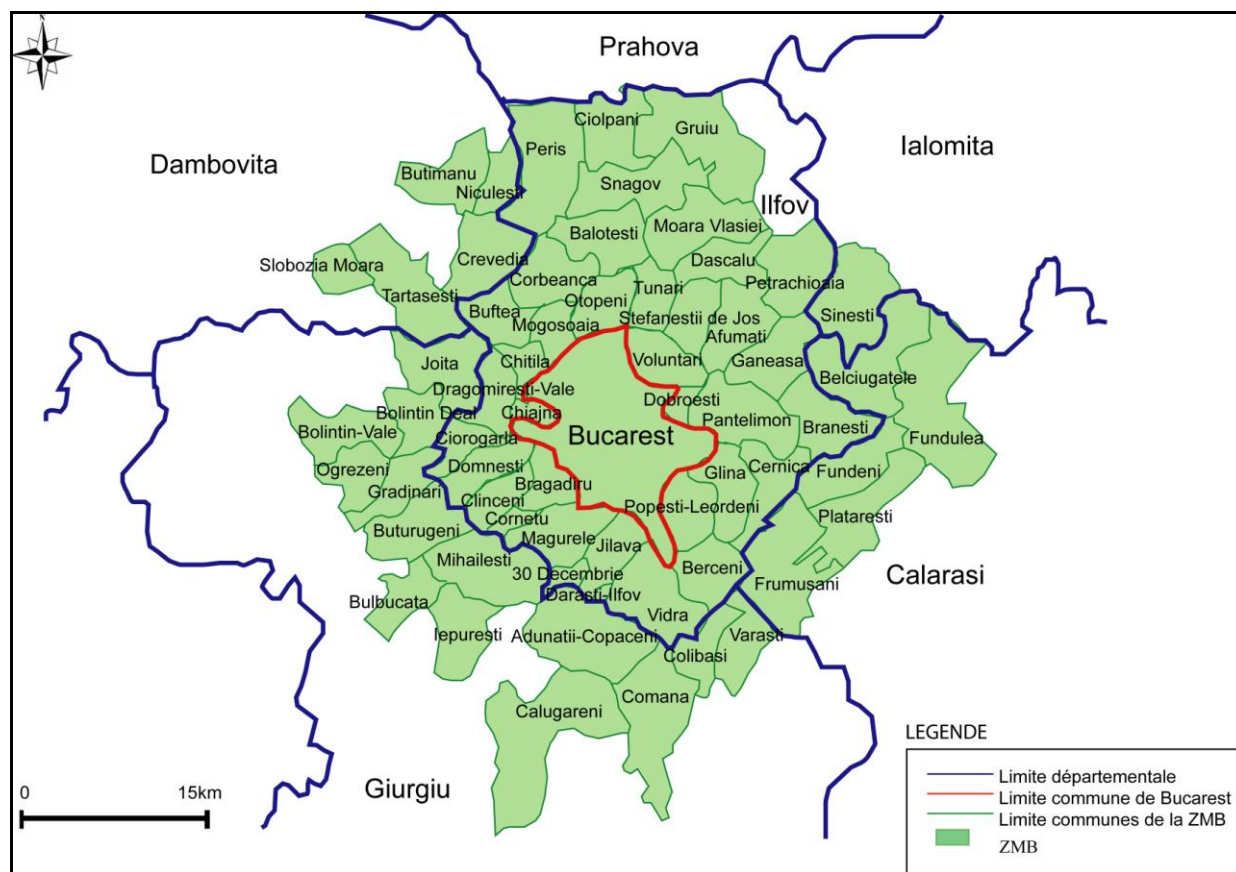 Prahova
Ciolpani
Gruiu
Peris
Ialomita
Dambovita
Butimanu
Niculesti
Snagov
Ilfov
Moara Vlasiei
Balotesti
Slobozia Moara
Crevedia
Dascalu
Corbeanca
Petrachioaia
Tartasesti
Otopeni
Tunari
Buftea
Mogosoaia
Stefanestii de Jos
Sinesti
Afumati
Joita
Chitila
Voluntari
Ganeasa
Dragomiresti-Vale
Belciugatele
Dobroesti
Bolintin Deal
Chiajna
Pantelimon
Bolintin-Vale
Ciorogarla
Bucarest
Branesti
Fundulea
Ogrezeni
Domnesti
Glina
Cernica
Fundeni
Gradinari
Bragadiru
Clinceni
Popesti-Leordeni
Cornetu
Plataresti
Buturugeni
Magurele
Jilava
Mihailesti
30 Decembrie
Berceni
Calarasi
Frumusani
Bulbucata
Darasti-Ilfov
Vidra
Iepuresti
Adunatii-Copaceni
Varasti
Colibasi
Comana
Calugareni
Giurgiu
0 15km
LEGENDE
Limite départementale
Limite commune de Bucarest
Limite communes de la ZMB
ZMB